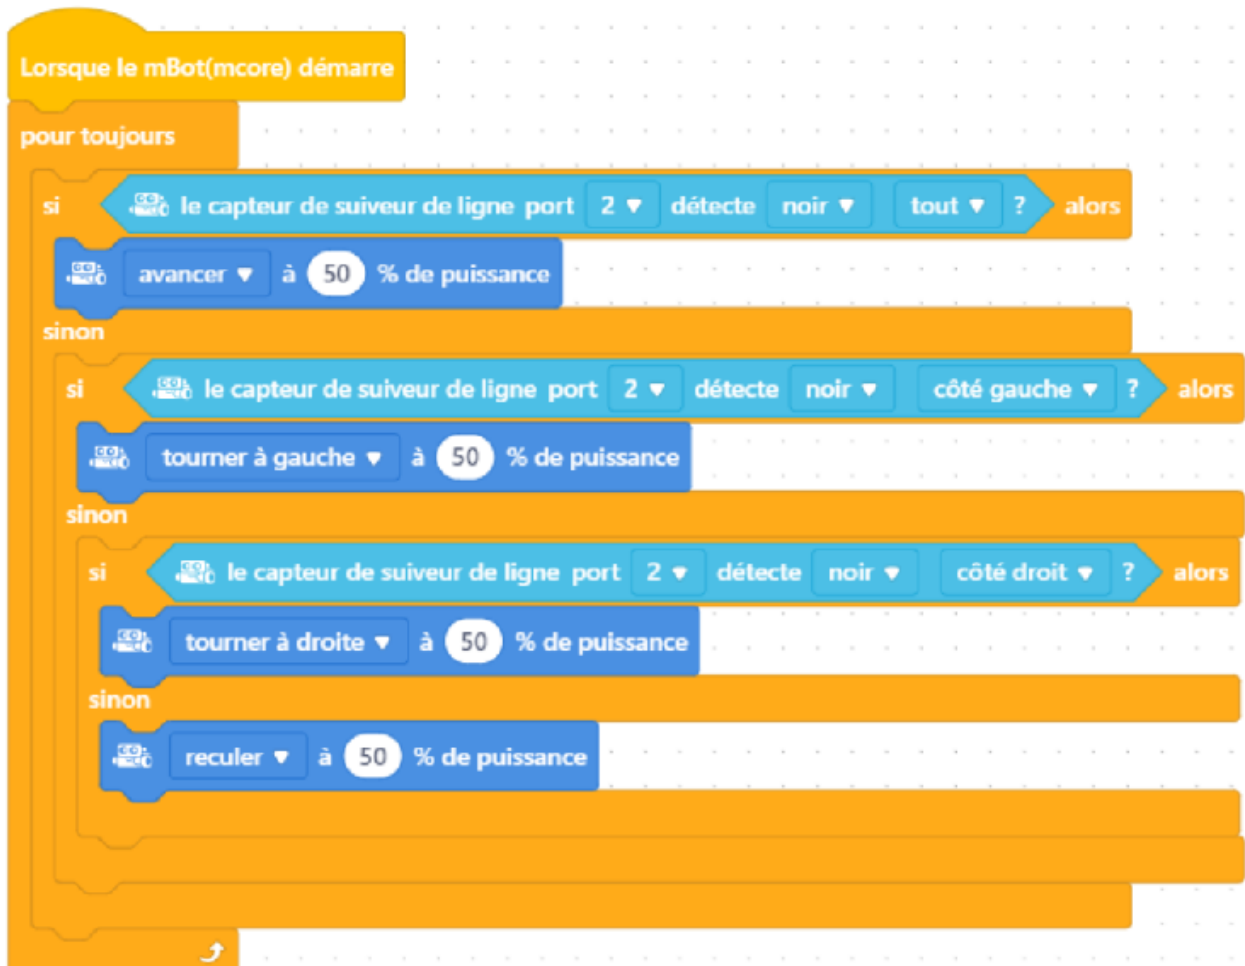 Lorsque le mBot(mcore) démarre
pour toujours
si le capteur de suiveur de ligne port 2 détecte noir tout ? alors
avancer à 50 % de puissance
sinon
si le capteur de suiveur de ligne port 2 détecte noir côté gauche ? alors
tourner à gauche à 50 % de puissance
sinon
si le capteur de suiveur de ligne port 2 détecte noir côté droit ? alors
tourner à droite à 50 % de puissance
sinon
reculer à 50 % de puissance